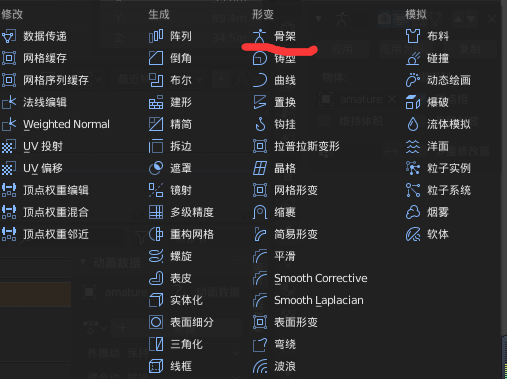 修改
数据传递
网格缓存
网格序列缓存
法线编辑
Weighted Normal
UV 投射
UV 偏移
顶点权重编辑
顶点权重混合
顶点权重邻近
生成
阵列
倒角
布尔
建形
精简
拆边
遮罩
镜射
多级精度
重构网格
螺旋
表皮
实体化
表面细分
三角化
线框
形变
骨架
铸型
曲线
置换
钩挂
拉普拉斯变形
晶格
网格形变
缩裹
简易形变
平滑
Smooth Corrective
Smooth Laplacian
表面形变
弯绕
波浪
模拟
布料
碰撞
动态绘画
爆破
流体模拟
洋面
粒子实例
粒子系统
烟雾
软体
动画数据